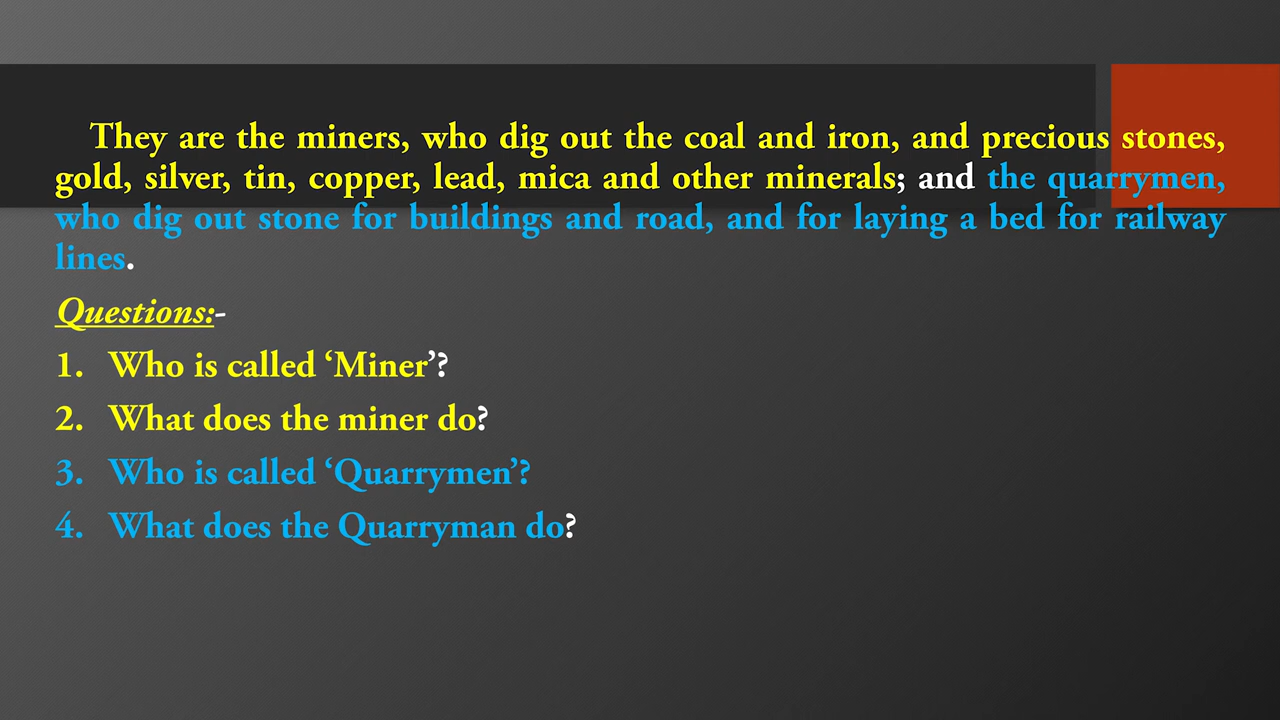 They are the miners, who dig out the coal and iron, and precious stones,
gold, silver, tin, copper, lead, mica and other minerals; and the quarrymen,
who dig out stone for buildings and road, and for laying a bed for railway
lines.
Questions:-
1. Who is called ‘Miner’?
2. What does the miner do?
3. Who is called ‘Quarrymen’?
4. What does the Quarryman do?